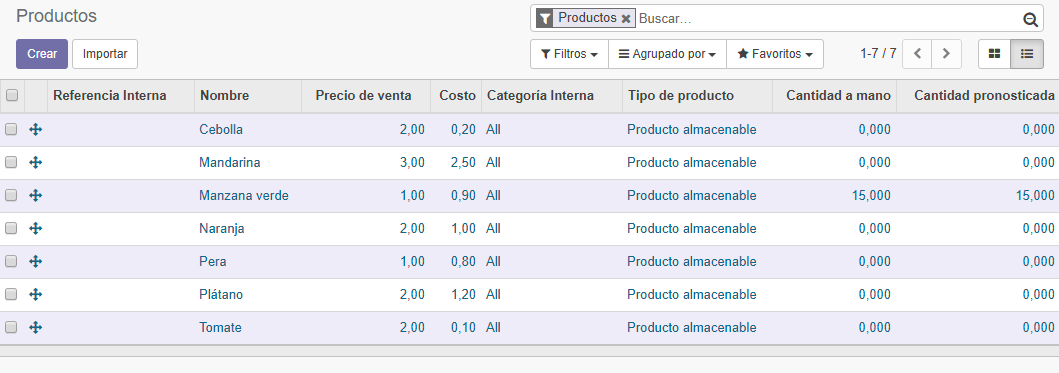 Productos
Productos Buscar...
Crear Importar
Filtros Agrupado por Favoritos 1-7 / 7
Referencia Interna Nombre Precio de venta Costo Categoría Interna Tipo de producto Cantidad a mano Cantidad pronosticada
Cebolla 2,00 0,20 All Producto almacenable 0,000 0,000
Mandarina 3,00 2,50 All Producto almacenable 0,000 0,000
Manzana verde 1,00 0,90 All Producto almacenable 15,000 15,000
Naranja 2,00 1,00 All Producto almacenable 0,000 0,000
Pera 1,00 0,80 All Producto almacenable 0,000 0,000
Plátano 2,00 1,20 All Producto almacenable 0,000 0,000
Tomate 2,00 0,10 All Producto almacenable 0,000 0,000